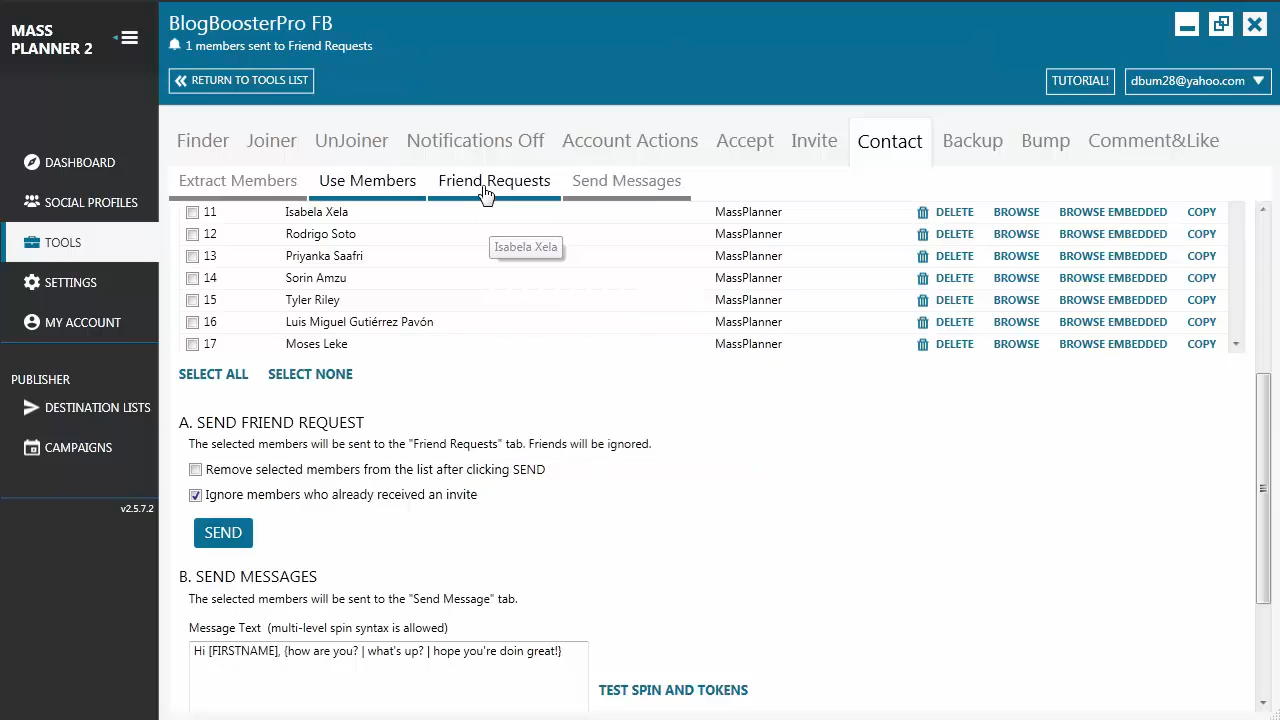 MASS
PLANNER 2
BlogBoosterPro FB
1 members sent to Friend Requests
RETURN TO TOOLS LIST
TUTORIAL!
dbum28@yahoo.com
DASHBOARD
SOCIAL PROFILES
TOOLS
SETTINGS
MY ACCOUNT
PUBLISHER
DESTINATION LISTS
CAMPAIGNS
v2.5.7.2
Finder Joiner UnJoiner Notifications Off Account Actions Accept Invite Contact Backup Bump Comment&Like
Extract Members Use Members Friend Requests Send Messages
11 Isabela Xela MassPlanner DELETE BROWSE BROWSE EMBEDDED COPY
12 Rodrigo Soto MassPlanner DELETE BROWSE BROWSE EMBEDDED COPY
Isabela Xela
13 Priyanka Saafri MassPlanner DELETE BROWSE BROWSE EMBEDDED COPY
14 Sorin Amzu MassPlanner DELETE BROWSE BROWSE EMBEDDED COPY
15 Tyler Riley MassPlanner DELETE BROWSE BROWSE EMBEDDED COPY
16 Luis Miguel Gutiérrez Pavón MassPlanner DELETE BROWSE BROWSE EMBEDDED COPY
17 Moses Leke MassPlanner DELETE BROWSE BROWSE EMBEDDED COPY
SELECT ALL SELECT NONE
A. SEND FRIEND REQUEST
The selected members will be sent to the "Friend Requests" tab. Friends will be ignored.
Remove selected members from the list after clicking SEND
Ignore members who already received an invite
SEND
B. SEND MESSAGES
The selected members will be sent to the "Send Message" tab.
Message Text (multi-level spin syntax is allowed)
Hi [FIRSTNAME], {how are you? | what's up? | hope you're doin great!}
TEST SPIN AND TOKENS